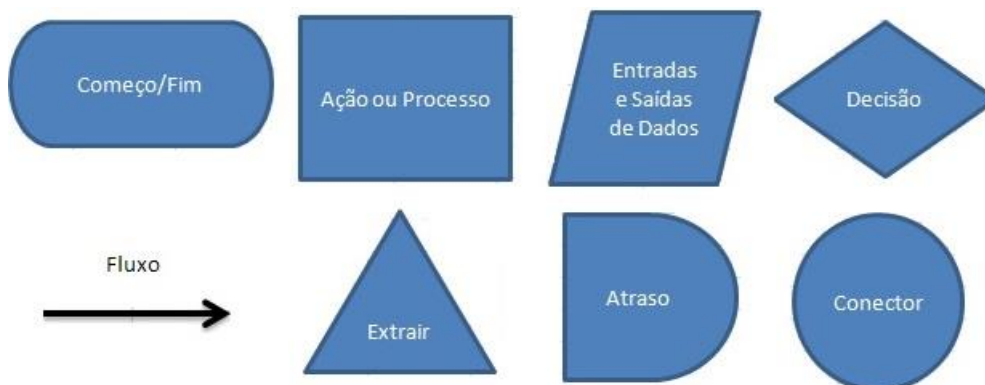 Começo/Fim
Ação ou Processo
Entradas
e Saídas
de Dados
Decisão
Fluxo
Extrair
Atraso
Conector